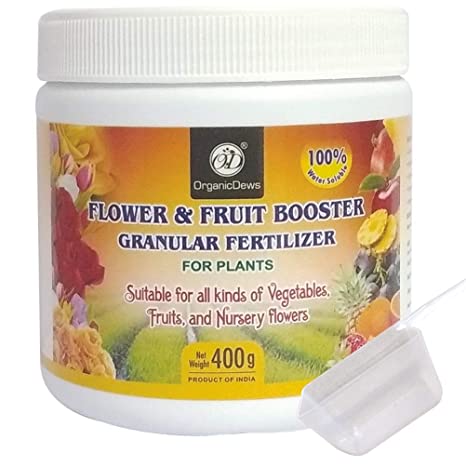 ®
OrganicDews
100%
Water Soluble
FLOWER & FRUIT BOOSTER
GRANULAR FERTILIZER
FOR PLANTS
Suitable for all kinds of Vegetables,
Fruits, and Nursery flowers
Net
Weight 400g
PRODUCT OF INDIA